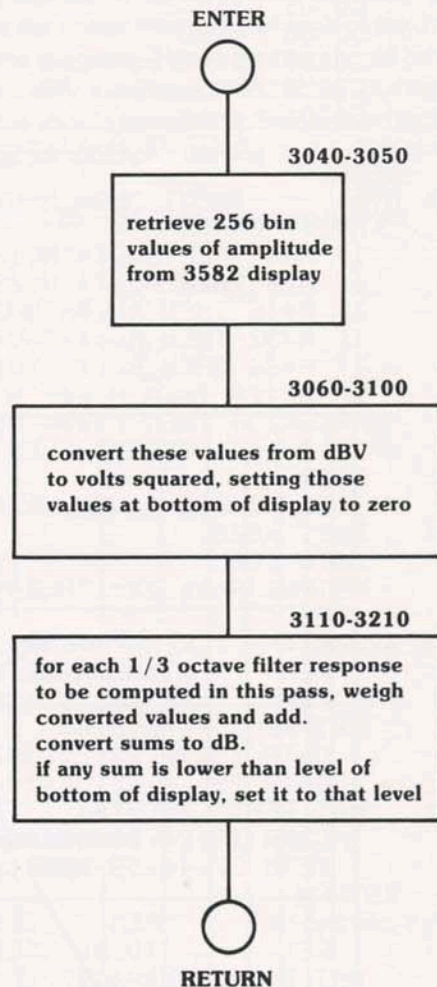 ENTER
3040-3050
retrieve 256 bin
values of amplitude
from 3582 display
3060-3100
convert these values from dBV
to volts squared, setting those
values at bottom of display to zero
3110-3210
for each 1/3 octave filter response
to be computed in this pass, weigh
converted values and add.
convert sums to dB.
if any sum is lower than level of
bottom of display, set it to that level
RETURN